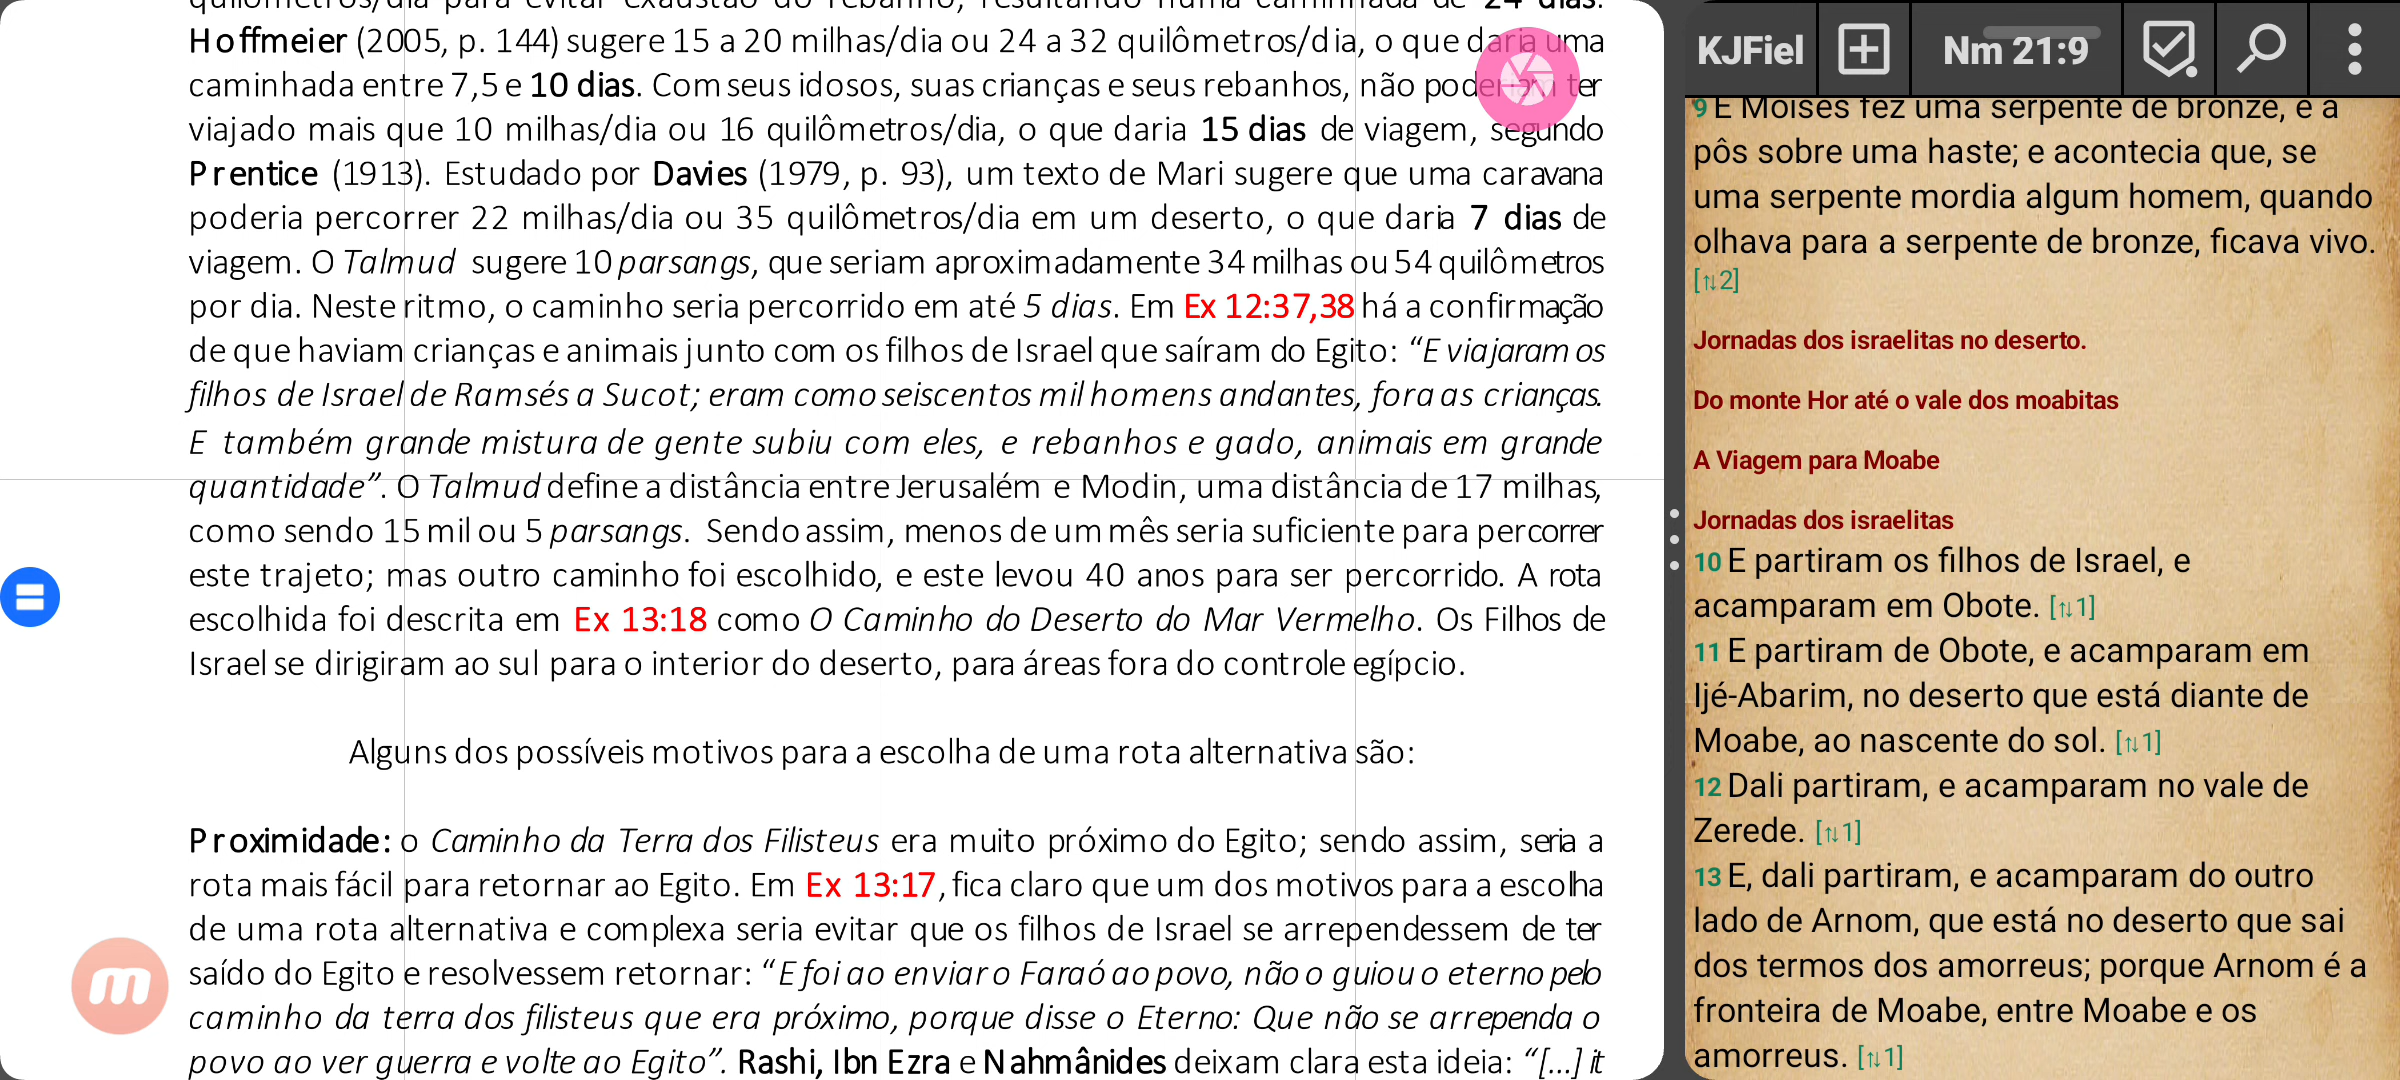 quilômetros/dia para evitar exaustão do rebanho, resultando numa caminhada de 24 dias.
Hoffmeier (2005, p. 144) sugere 15 a 20 milhas/dia ou 24 a 32 quilômetros/dia, o que daria uma
caminhada entre 7,5 e 10 dias. Com seus idosos, suas crianças e seus rebanhos, não poderiam ter
viajado mais que 10 milhas/dia ou 16 quilômetros/dia, o que daria 15 dias de viagem, segundo
Prentice (1913). Estudado por Davies (1979, p. 93), um texto de Mari sugere que uma caravana
poderia percorrer 22 milhas/dia ou 35 quilômetros/dia em um deserto, o que daria 7 dias de
viagem. O Talmud sugere 10 parsangs, que seriam aproximadamente 34 milhas ou 54 quilômetros
por dia. Neste ritmo, o caminho seria percorrido em até 5 dias. Em Ex 12:37,38 há a confirmação
de que haviam crianças e animais junto com os filhos de Israel que saíram do Egito: “E viajaram os
filhos de Israel de Ramsés a Sucot; eram como seiscentos mil homens andantes, fora as crianças.
E também grande mistura de gente subiu com eles, e rebanhos e gado, animais em grande
quantidade”. O Talmud define a distância entre Jerusalém e Modin, uma distância de 17 milhas,
como sendo 15 mil ou 5 parsangs. Sendo assim, menos de um mês seria suficiente para percorrer
este trajeto; mas outro caminho foi escolhido, e este levou 40 anos para ser percorrido. A rota
escolhida foi descrita em Ex 13:18 como O Caminho do Deserto do Mar Vermelho. Os Filhos de
Israel se dirigiram ao sul para o interior do deserto, para áreas fora do controle egípcio.
Alguns dos possíveis motivos para a escolha de uma rota alternativa são:
Proximidade: o Caminho da Terra dos Filisteus era muito próximo do Egito; sendo assim, seria a
rota mais fácil para retornar ao Egito. Em Ex 13:17, fica claro que um dos motivos para a escolha
de uma rota alternativa e complexa seria evitar que os filhos de Israel se arrependessem de ter
saído do Egito e resolvessem retornar: “E foi ao enviar o Faraó ao povo, não o guiou o eterno pelo
caminho da terra dos filisteus que era próximo, porque disse o Eterno: Que não se arrependa o
povo ao ver guerra e volte ao Egito”. Rashi, Ibn Ezra e Nahmânides deixam clara esta ideia: “[...] it
m
KJFiel
Nm 21:9
9 E Moisés fez uma serpente de bronze, e a
pôs sobre uma haste; e acontecia que, se
uma serpente mordia algum homem, quando
olhava para a serpente de bronze, ficava vivo.
[↑↓2]
Jornadas dos israelitas no deserto.
Do monte Hor até o vale dos moabitas
A Viagem para Moabe
Jornadas dos israelitas
10 E partiram os filhos de Israel, e
acamparam em Obote. [↑↓1]
11 E partiram de Obote, e acamparam em
Ijé-Abarim, no deserto que está diante de
Moabe, ao nascente do sol. [↑↓1]
12 Dali partiram, e acamparam no vale de
Zerede. [↑↓1]
13 E, dali partiram, e acamparam do outro
lado de Arnom, que está no deserto que sai
dos termos dos amorreus; porque Arnom é a
fronteira de Moabe, entre Moabe e os
amorreus. [↑↓1]